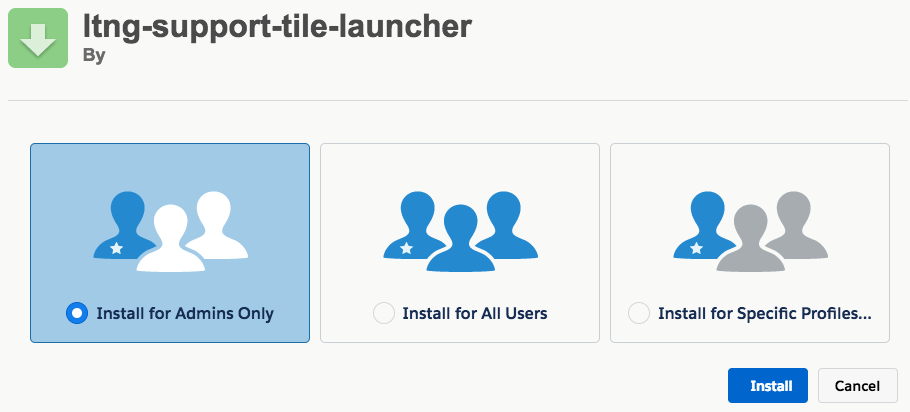 ltng-support-tile-launcher
By
Install for Admins Only
Install for All Users
Install for Specific Profiles...
Install
Cancel